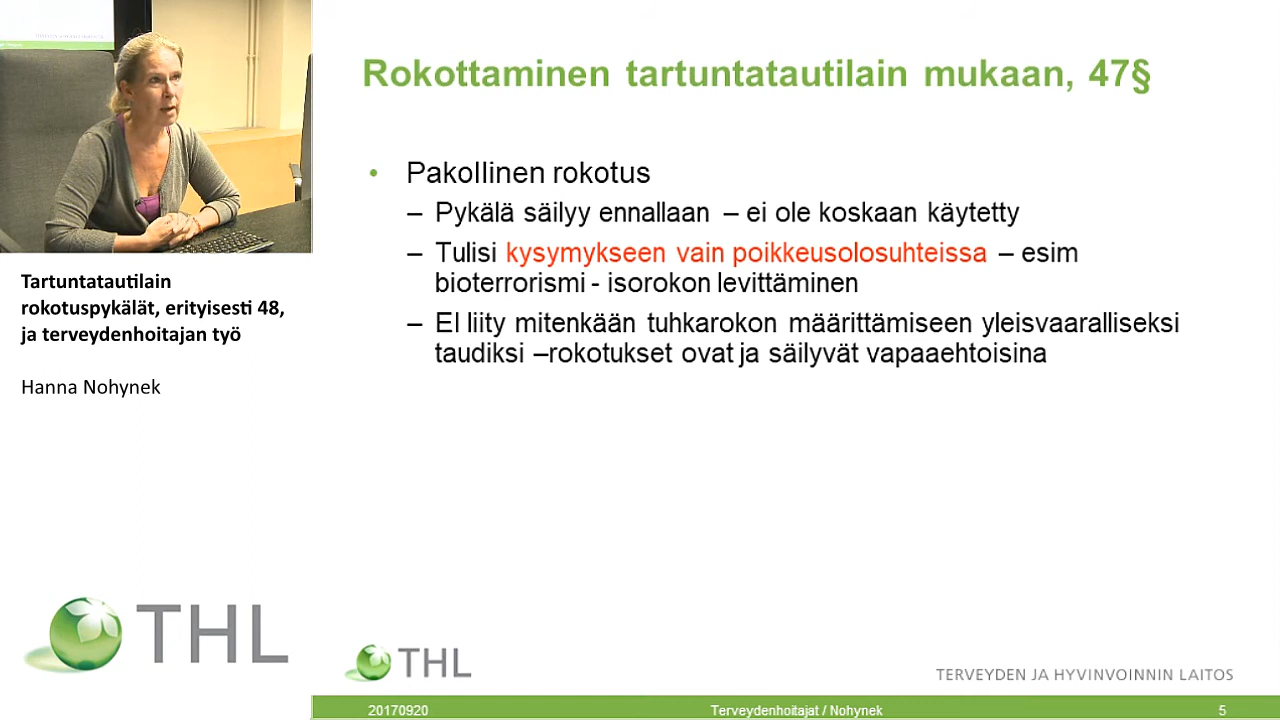 Rokottaminen tartuntatautilain mukaan, 47§
• Pakollinen rokotus
– Pykälä säilyy ennallaan – ei ole koskaan käytetty
– Tulisi kysymykseen vain poikkeusolosuhteissa – esim
bioterrorismi - isorokon levittäminen
– EI liity mitenkään tuhkarokon määrittämiseen yleisvaaralliseksi
taudiksi –rokotukset ovat ja säilyvät vapaaehtoisina
Tartuntatautilain
rokotuspykälät, erityisesti 48,
ja terveydenhoitajan työ
Hanna Nohynek
THL
THL
TERVEYDEN JA HYVINVOINNIN LAITOS
20170920 Terveydenhoitajat / Nohynek 5